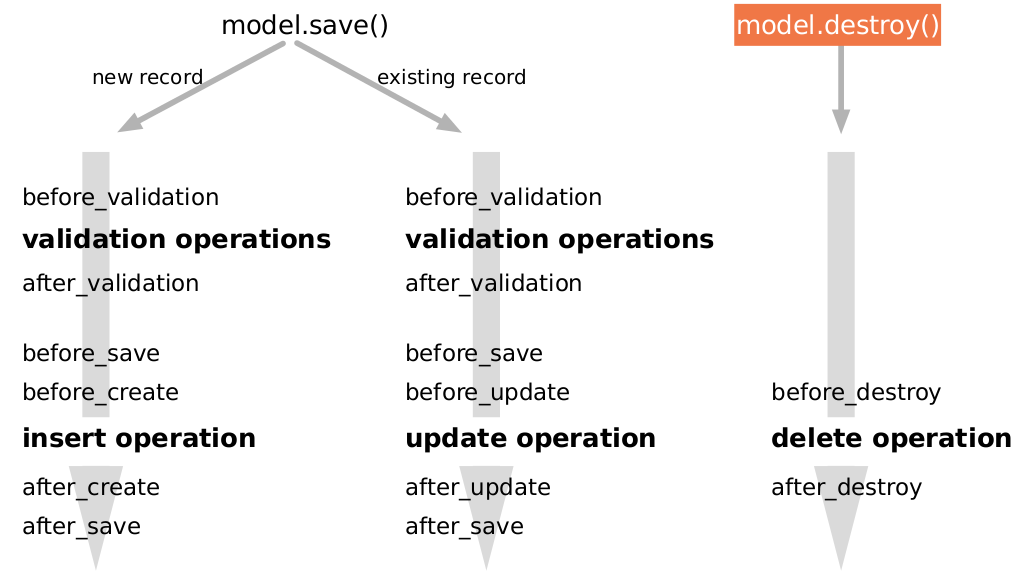 model.save()
model.destroy()
new record
existing record
before_validation
validation operations
after_validation
before_save
before_create
insert operation
after_create
after_save
before_validation
validation operations
after_validation
before_save
before_update
update operation
after_update
after_save
before_destroy
delete operation
after_destroy